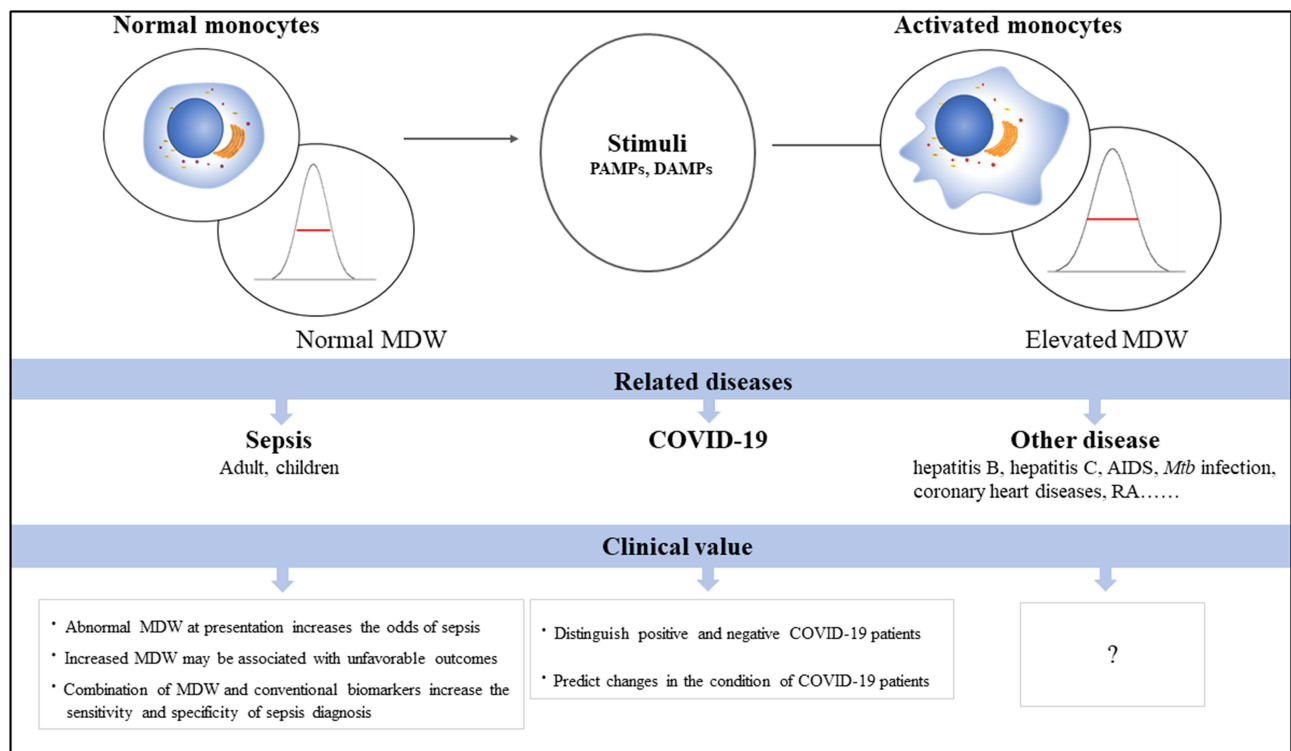 Normal monocytes
Activated monocytes
Stimuli
PAMPs, DAMPs
Normal MDW
Elevated MDW
Related diseases
Sepsis
Adult, children
COVID-19
Other disease
hepatitis B, hepatitis C, AIDS, Mtb infection,
coronary heart diseases, RA……
Clinical value
· Abnormal MDW at presentation increases the odds of sepsis
· Increased MDW may be associated with unfavorable outcomes
· Combination of MDW and conventional biomarkers increase the
sensitivity and specificity of sepsis diagnosis
· Distinguish positive and negative COVID-19 patients
· Predict changes in the condition of COVID-19 patients
?